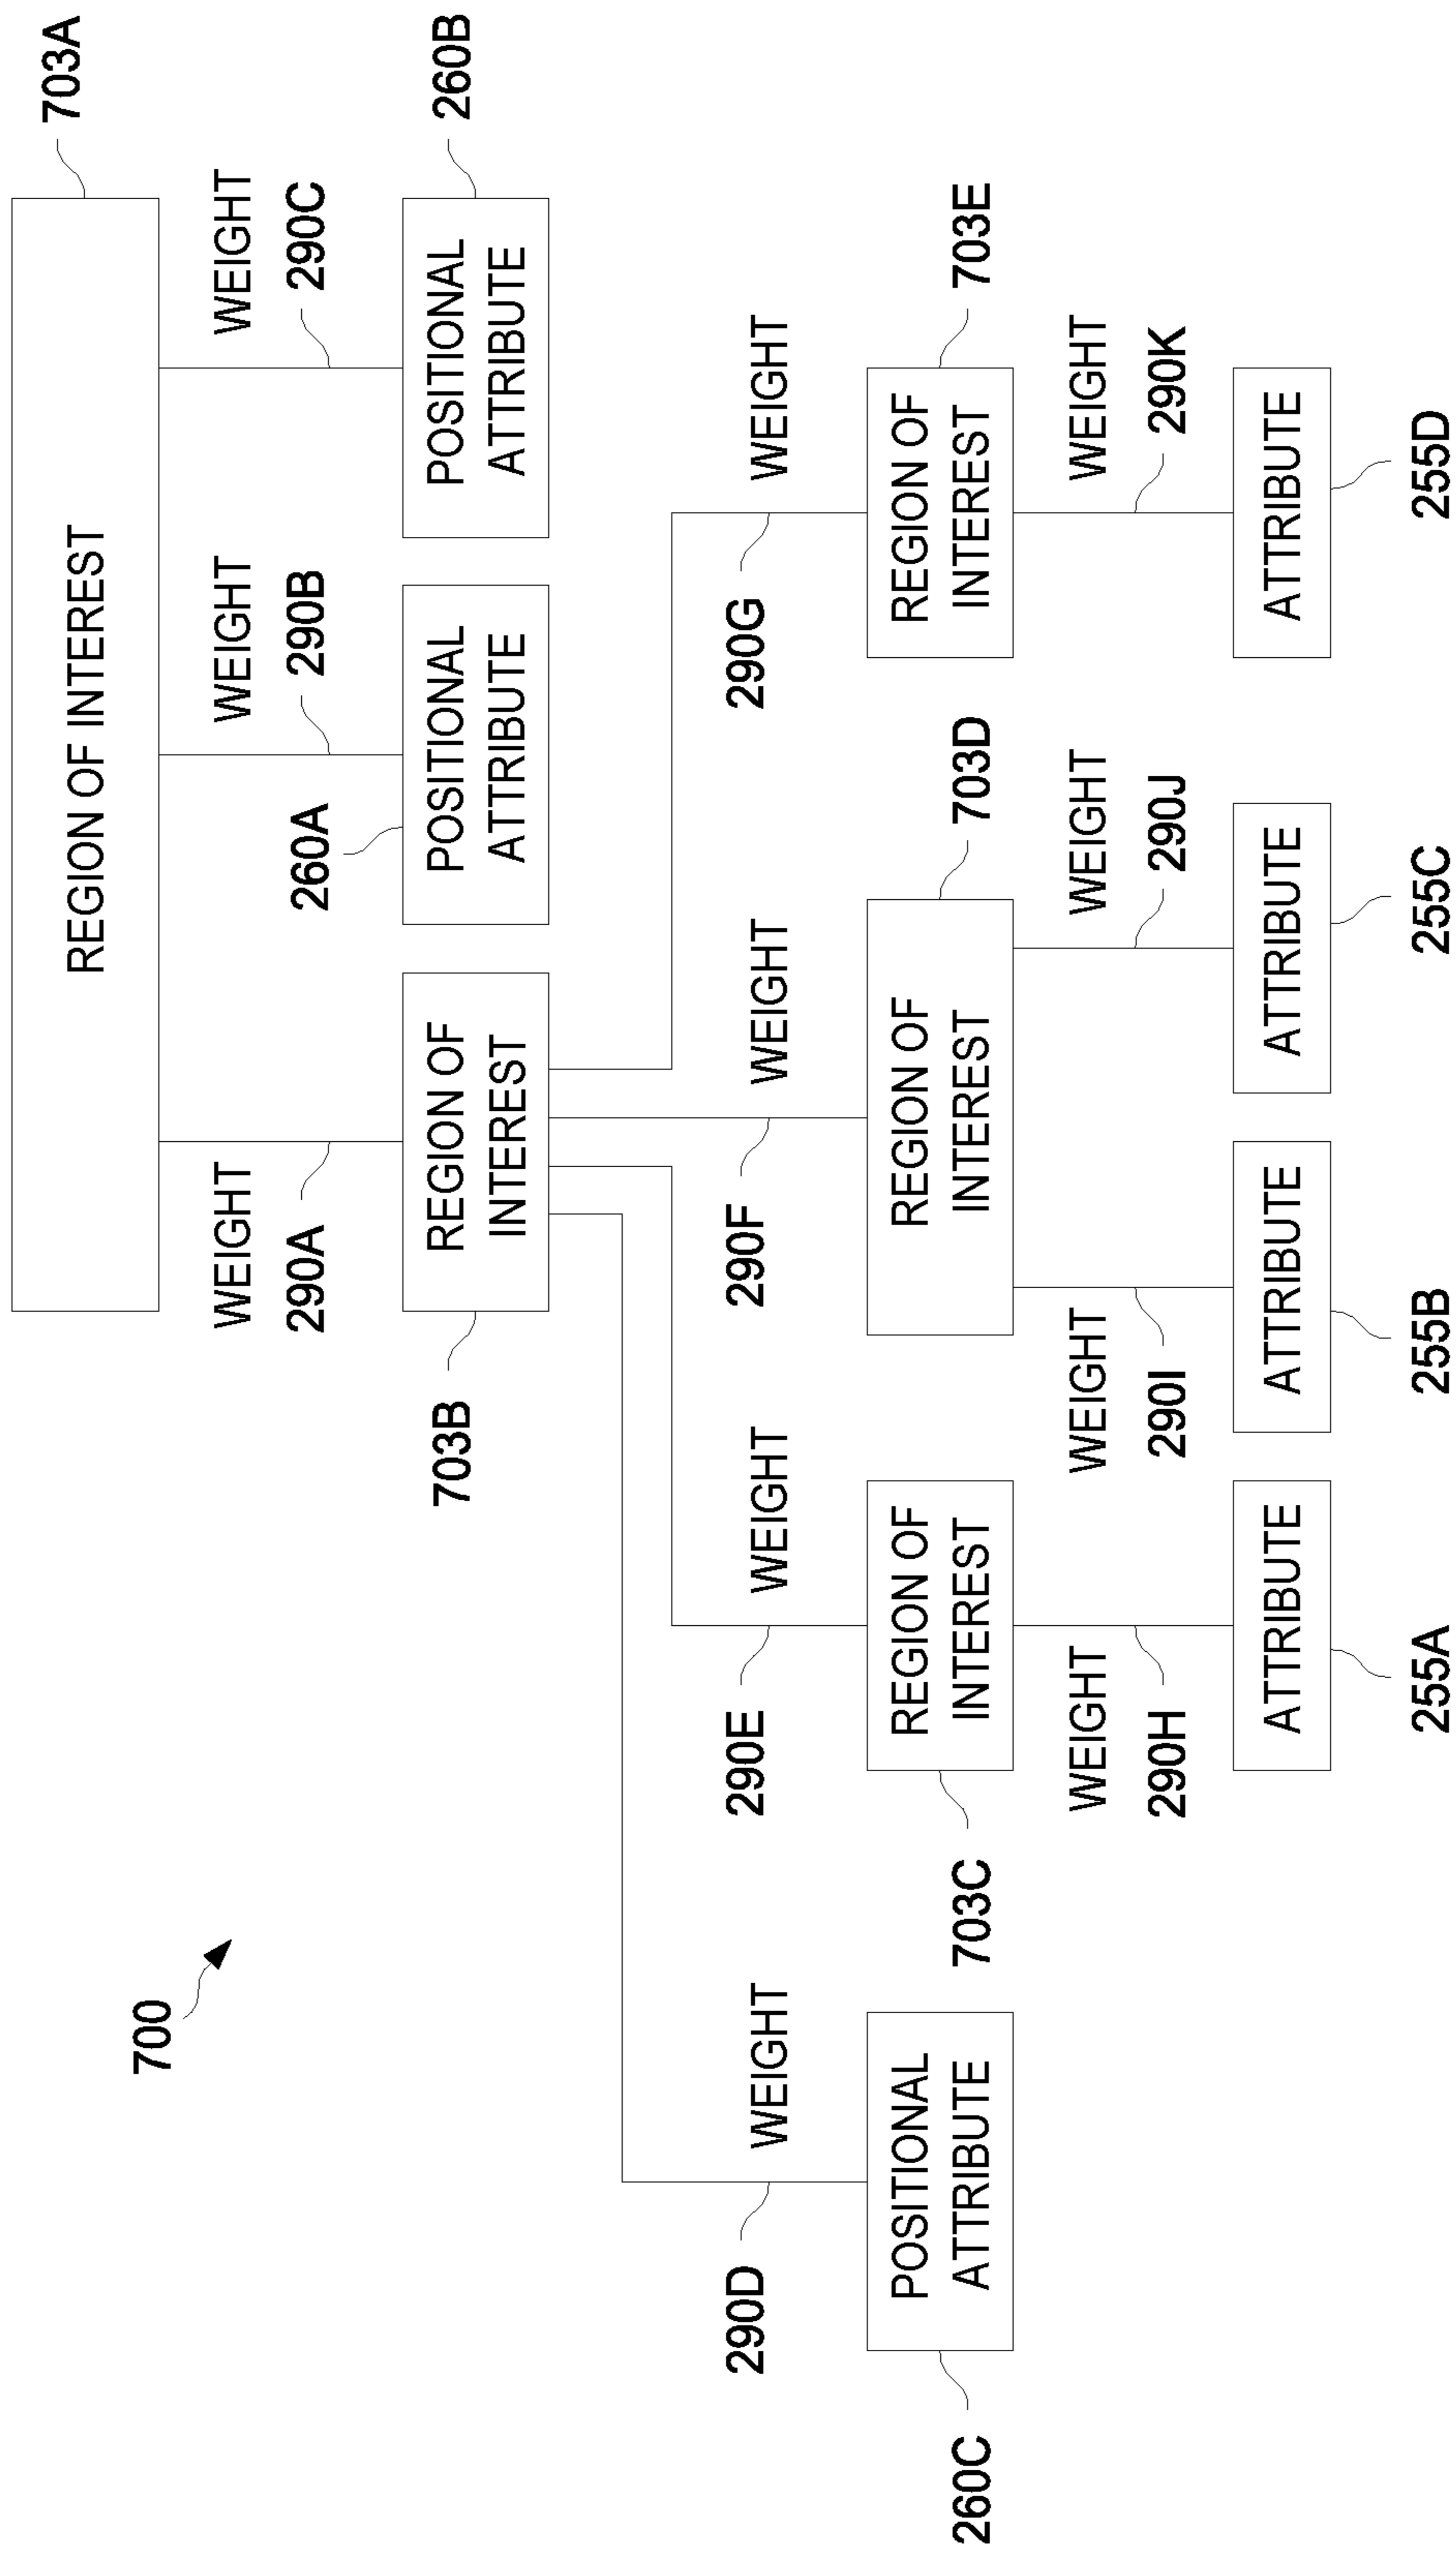 700
703A
REGION OF INTEREST
WEIGHT
290A
WEIGHT
290B
WEIGHT
290C
703B
REGION OF
INTEREST
260A
POSITIONAL
ATTRIBUTE
260B
POSITIONAL
ATTRIBUTE
290D
WEIGHT
290E
WEIGHT
290F
WEIGHT
290G
WEIGHT
260C
POSITIONAL
ATTRIBUTE
703C
REGION OF
INTEREST
703D
REGION OF
INTEREST
703E
REGION OF
INTEREST
WEIGHT
290H
WEIGHT
290I
WEIGHT
290J
WEIGHT
290K
ATTRIBUTE
ATTRIBUTE
ATTRIBUTE
ATTRIBUTE
255A
255B
255C
255D